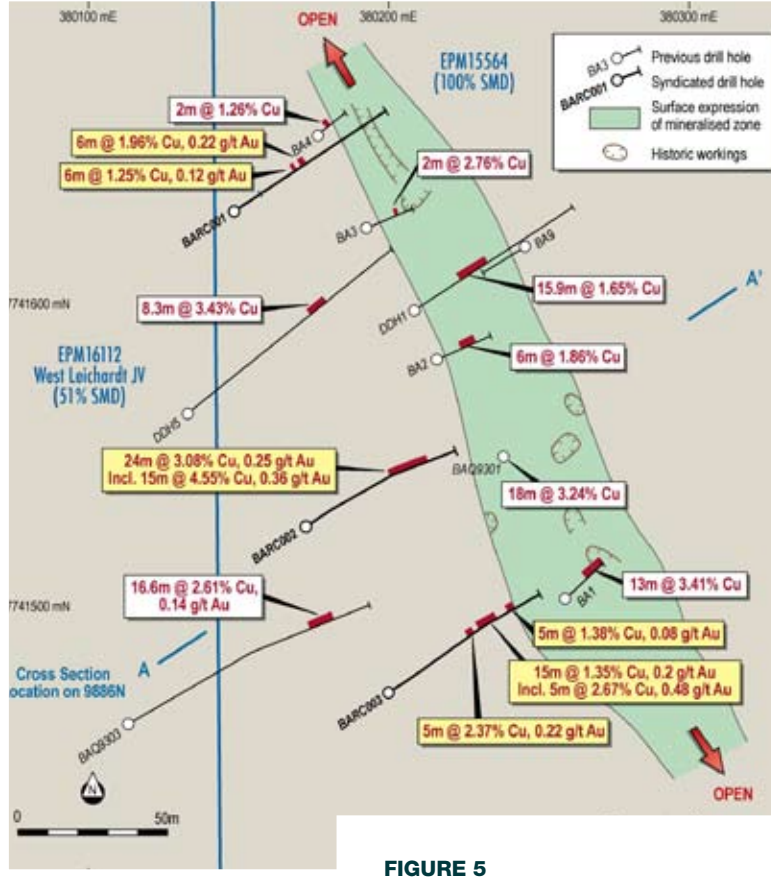 380100 mE
380200 mE
380300 mE
OPEN
EPM15564
(100% SMD)
BA3
Previous drill hole
BARC001
Syndicated drill hole
Surface expression
of mineralised zone
Historic workings
2m @ 1.26% Cu
BA4
6m @ 1.96% Cu, 0.22 g/t Au
6m @ 1.25% Cu, 0.12 g/t Au
BARC001
2m @ 2.76% Cu
BA3
BA9
A'
7741600 mN
8.3m @ 3.43% Cu
15.9m @ 1.65% Cu
DDH1
EPM16112
West Leichardt JV
(51% SMD)
BA2
6m @ 1.86% Cu
DDH5
24m @ 3.08% Cu, 0.25 g/t Au
Incl. 15m @ 4.55% Cu, 0.36 g/t Au
BAQ9301
18m @ 3.24% Cu
BARC002
16.6m @ 2.61% Cu,
0.14 g/t Au
13m @ 3.41% Cu
BA1
7741500 mN
5m @ 1.38% Cu, 0.08 g/t Au
A
Cross Section
ocation on 9886N
15m @ 1.35% Cu, 0.2 g/t Au
Incl. 5m @ 2.67% Cu, 0.48 g/t Au
BARC003
BAQ9303
5m @ 2.37% Cu, 0.22 g/t Au
N
0
50m
OPEN
FIGURE 5